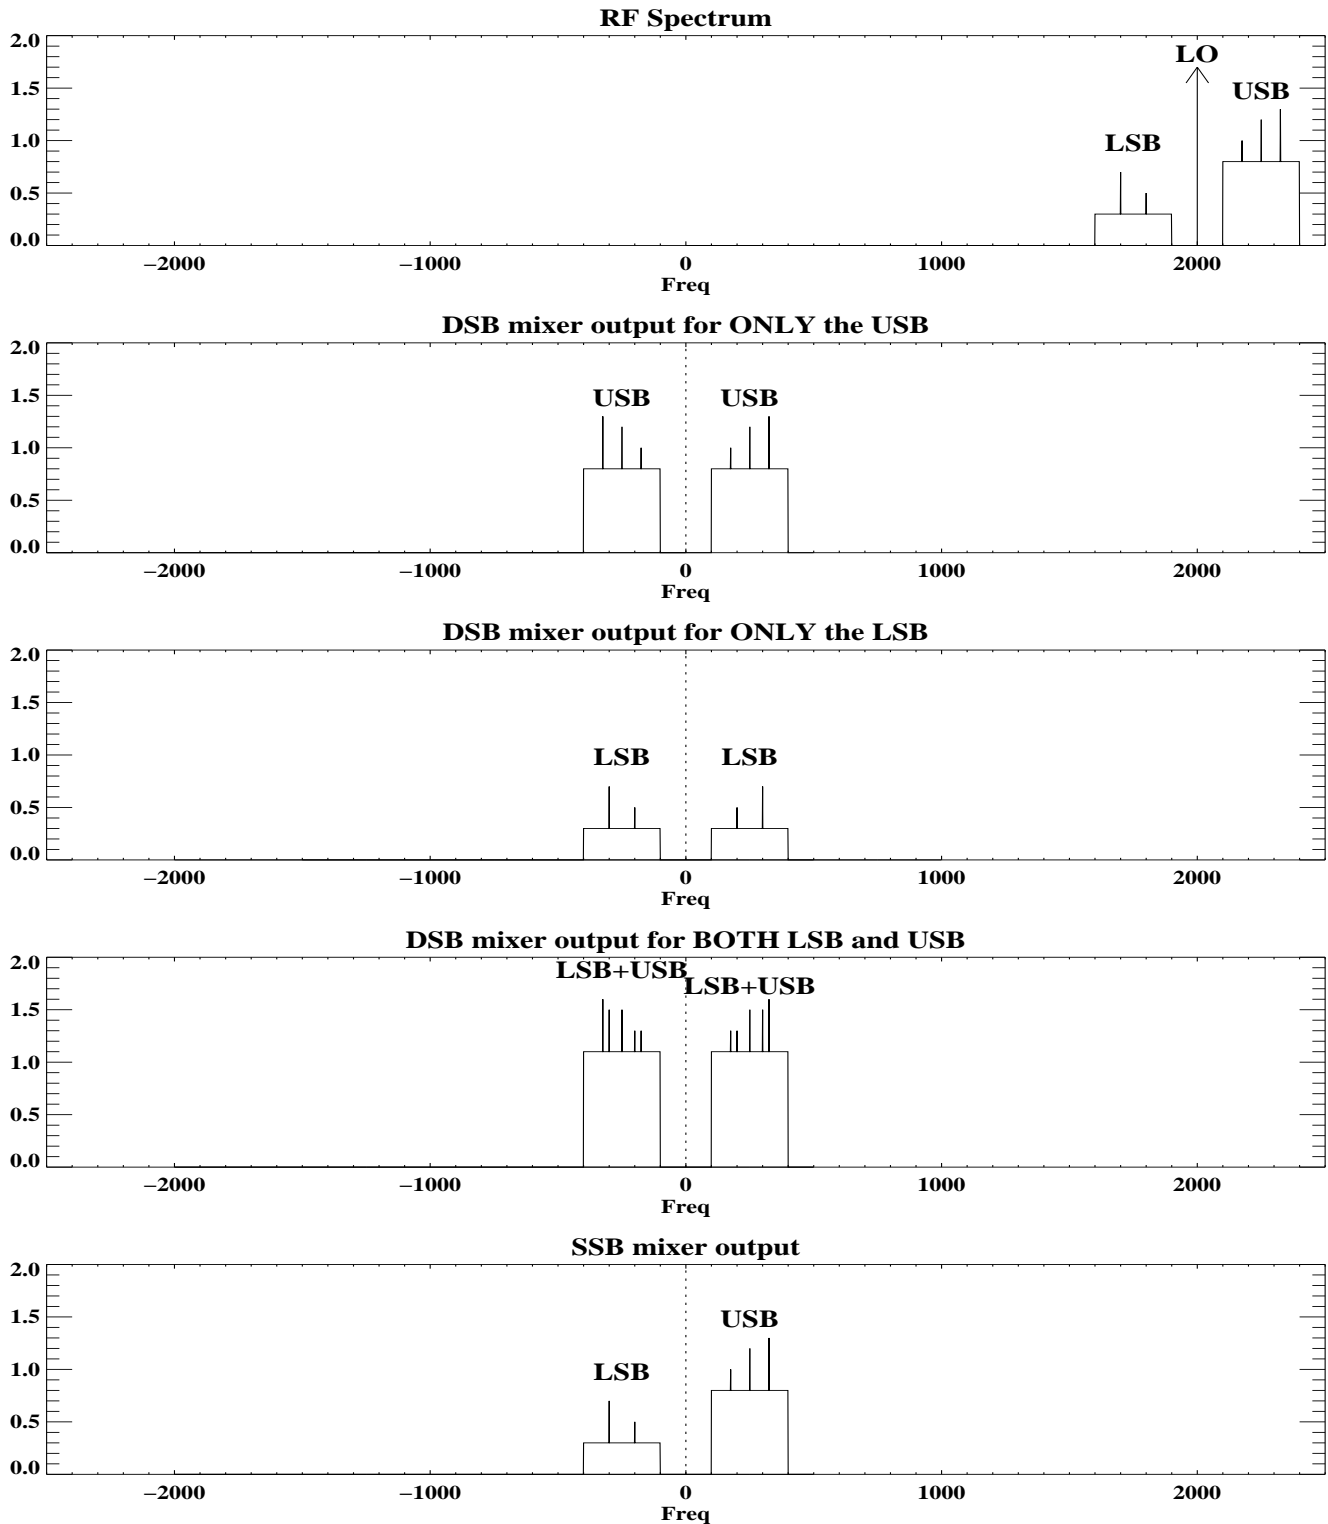 RF Spectrum
2.0
LO
1.5
USB
1.0
LSB
0.5
0.0
−2000 −1000 0 1000 2000
Freq
DSB mixer output for ONLY the USB
2.0
1.5
USB USB
1.0
0.5
0.0
−2000 −1000 0 1000 2000
Freq
DSB mixer output for ONLY the LSB
2.0
1.5
1.0
LSB LSB
0.5
0.0
−2000 −1000 0 1000 2000
Freq
DSB mixer output for BOTH LSB and USB
2.0
LSB+USB
LSB+USB
1.5
1.0
0.5
0.0
−2000 −1000 0 1000 2000
Freq
SSB mixer output
2.0
1.5
USB
1.0
LSB
0.5
0.0
−2000 −1000 0 1000 2000
Freq